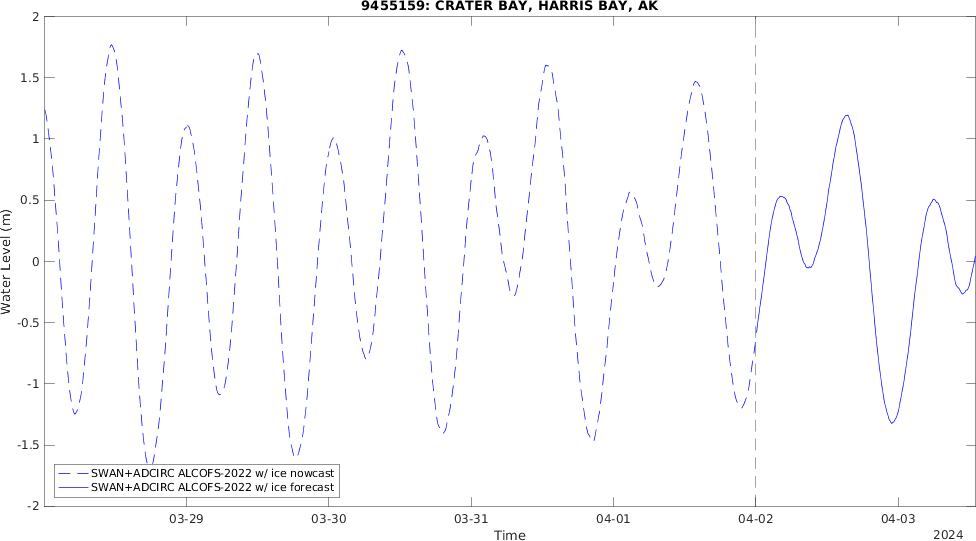 9455159: CRATER BAY, HARRIS BAY, AK
2
1.5
1
0.5
0
-0.5
-1
-1.5
-2
Water Level (m)
SWAN+ADCIRC ALCOFS-2022 w/ ice nowcast
SWAN+ADCIRC ALCOFS-2022 w/ ice forecast
03-29 03-30 03-31 04-01 04-02 04-03
Time
2024